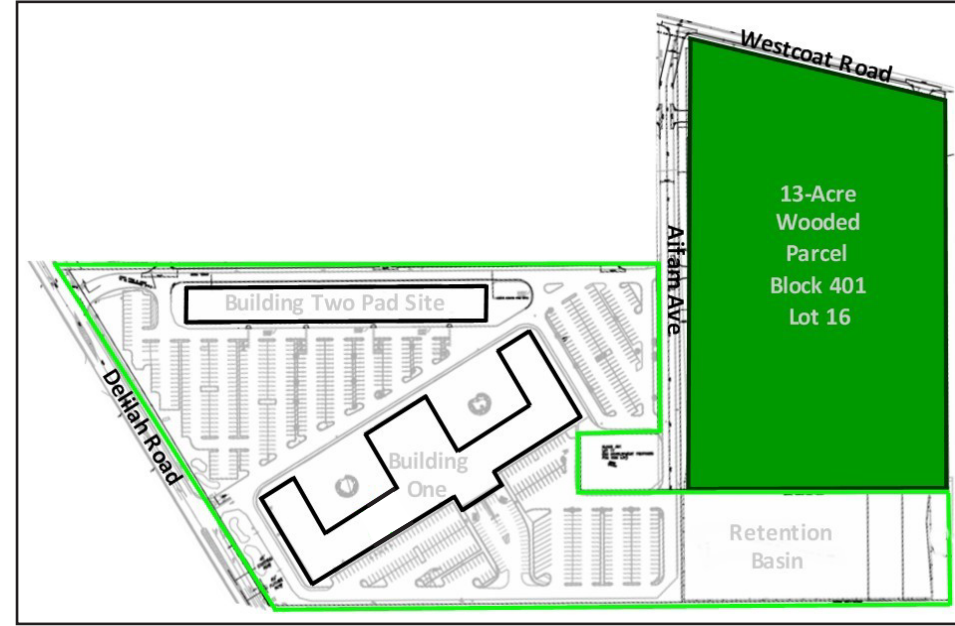 Westcoat Road
13-Acre
Wooded
Parcel
Block 401
Lot 16
Aitam AVe
Building Two Pad Site
Delilah Road
Building
One
Retention
Basin